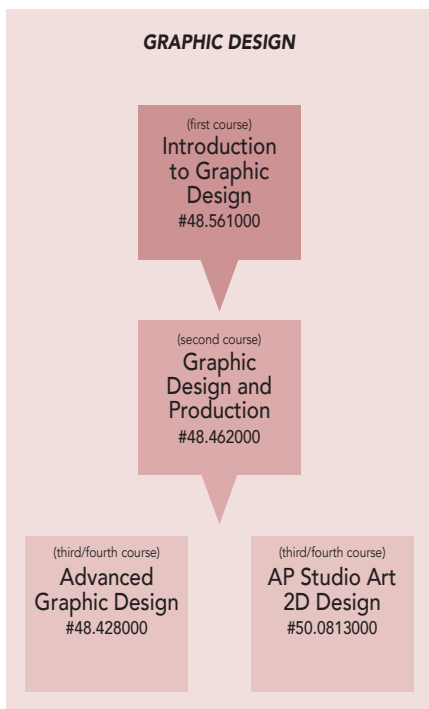 GRAPHIC DESIGN
(first course)
Introduction
to Graphic
Design
#48.561000
(second course)
Graphic
Design and
Production
#48.462000
(third/fourth course)
Advanced
Graphic Design
#48.428000
(third/fourth course)
AP Studio Art
2D Design
#50.0813000